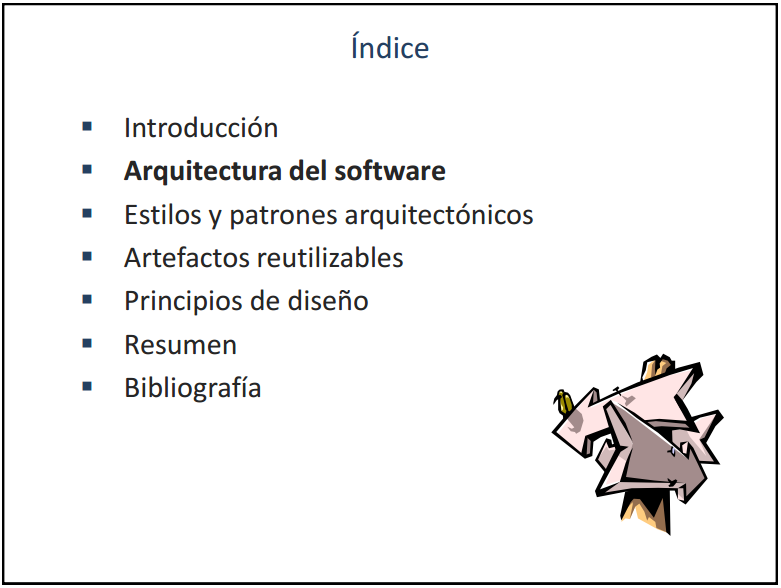 Índice
▪ Introducción
▪ Arquitectura del software
▪ Estilos y patrones arquitectónicos
▪ Artefactos reutilizables
▪ Principios de diseño
▪ Resumen
▪ Bibliografía